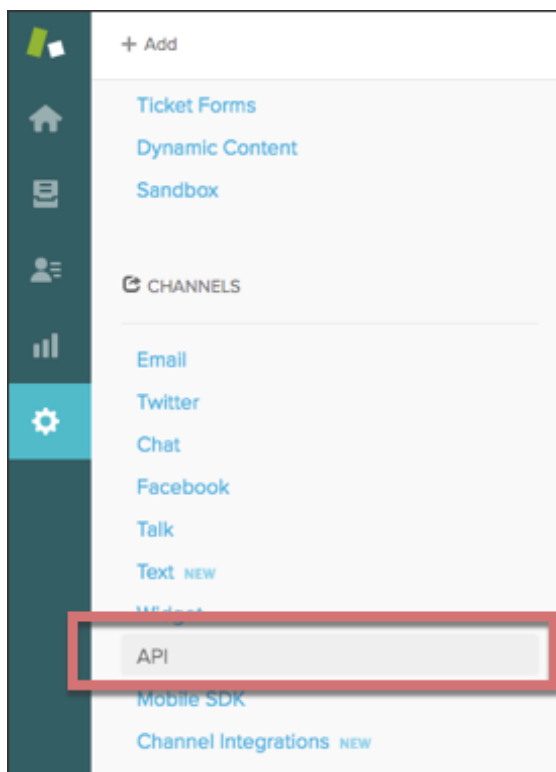 + Add
Ticket Forms
Dynamic Content
Sandbox
CHANNELS
Email
Twitter
Chat
Facebook
Talk
Text NEW
Widget
API
Mobile SDK
Channel Integrations NEW